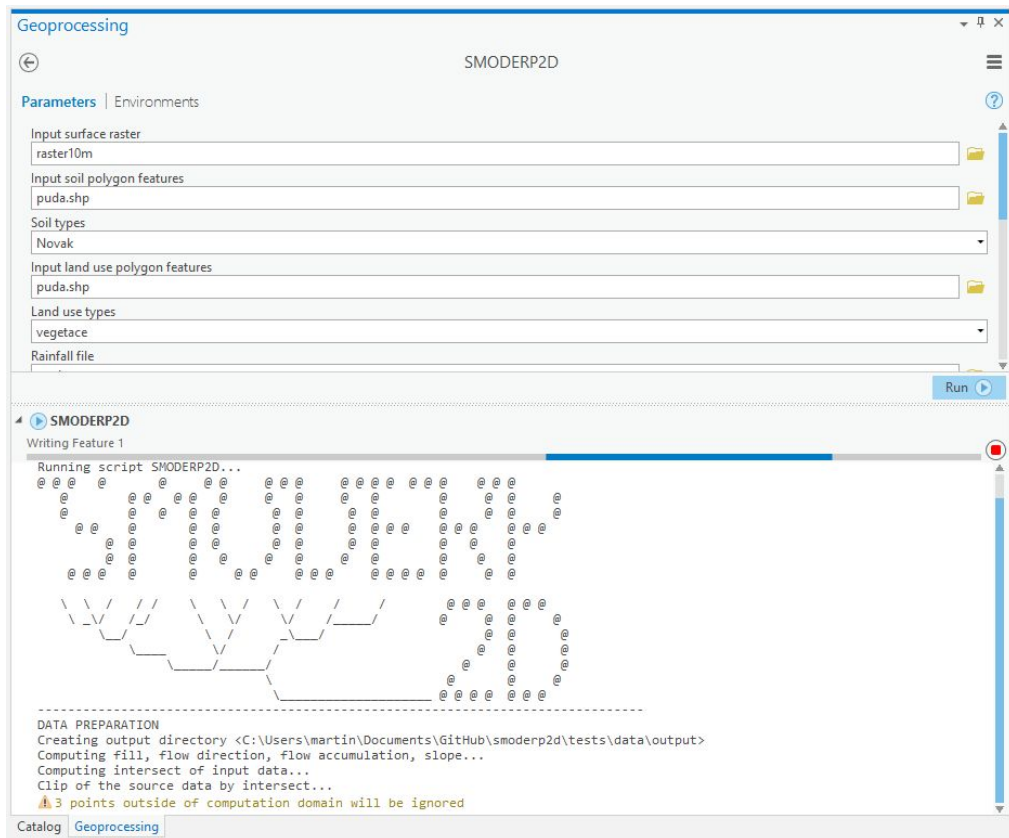 Geoprocessing
SMODERP2D
Parameters | Environments
Input surface raster
raster10m
Input soil polygon features
puda.shp
Soil types
Novak
Input land use polygon features
puda.shp
Land use types
vegetace
Rainfall file
Run
SMODERP2D
Writing Feature 1
Running script SMODERP2D...
SMODERP
2D
DATA PREPARATION
Creating output directory <C:\Users\martin\Documents\GitHub\smoderp2d\tests\data\output>
Computing fill, flow direction, flow accumulation, slope...
Computing intersect of input data...
Clip of the source data by intersect...
3 points outside of computation domain will be ignored
Catalog Geoprocessing